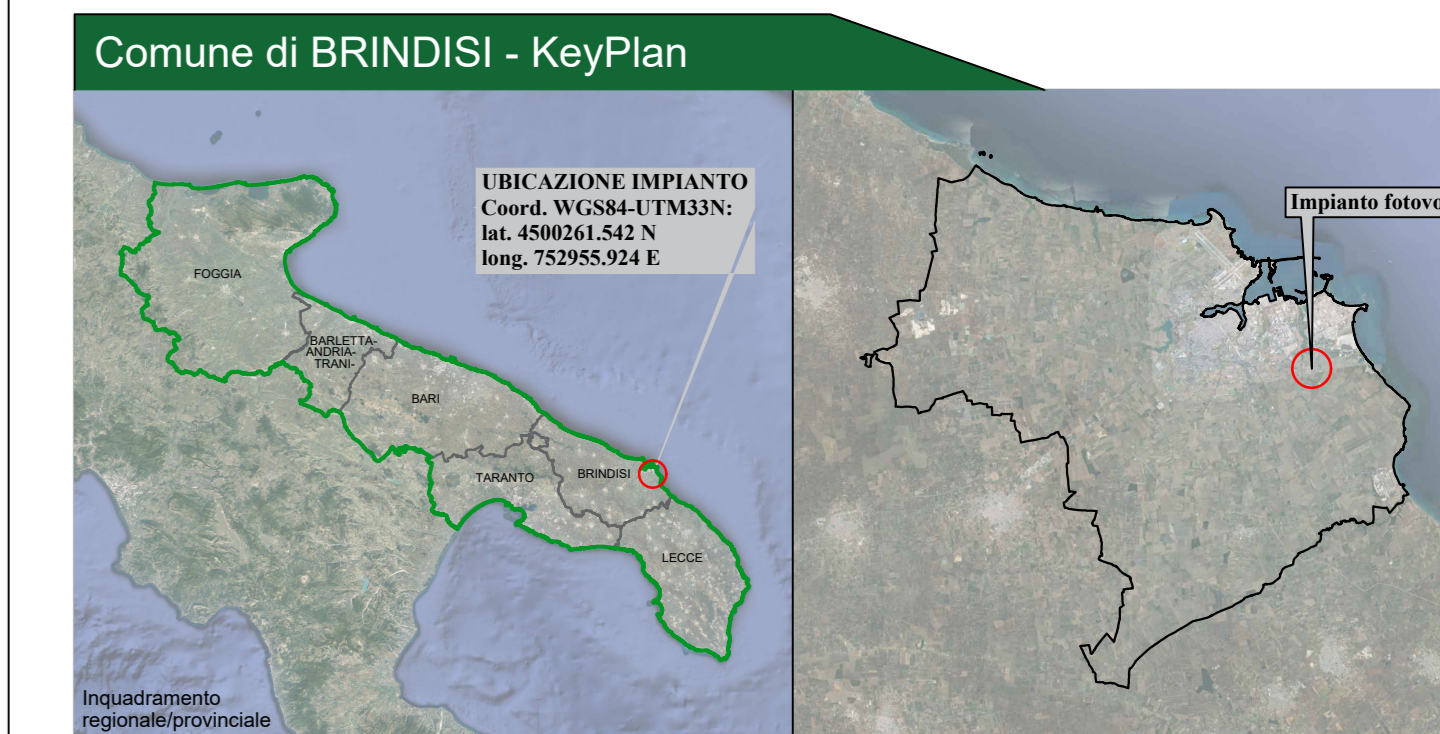 Comune di BRINDISI - KeyPlan
UBICAZIONE IMPIANTO
Coord. WGS84-UTM33N:
lat. 4500261.542 N
long. 752955.924 E
FOGGIA
BARLETTA-
ANDRIA-
TRANI-
BARI
TARANTO
BRINDISI
LECCE
Inquadramento
regionale/provinciale
Impianto fotovo